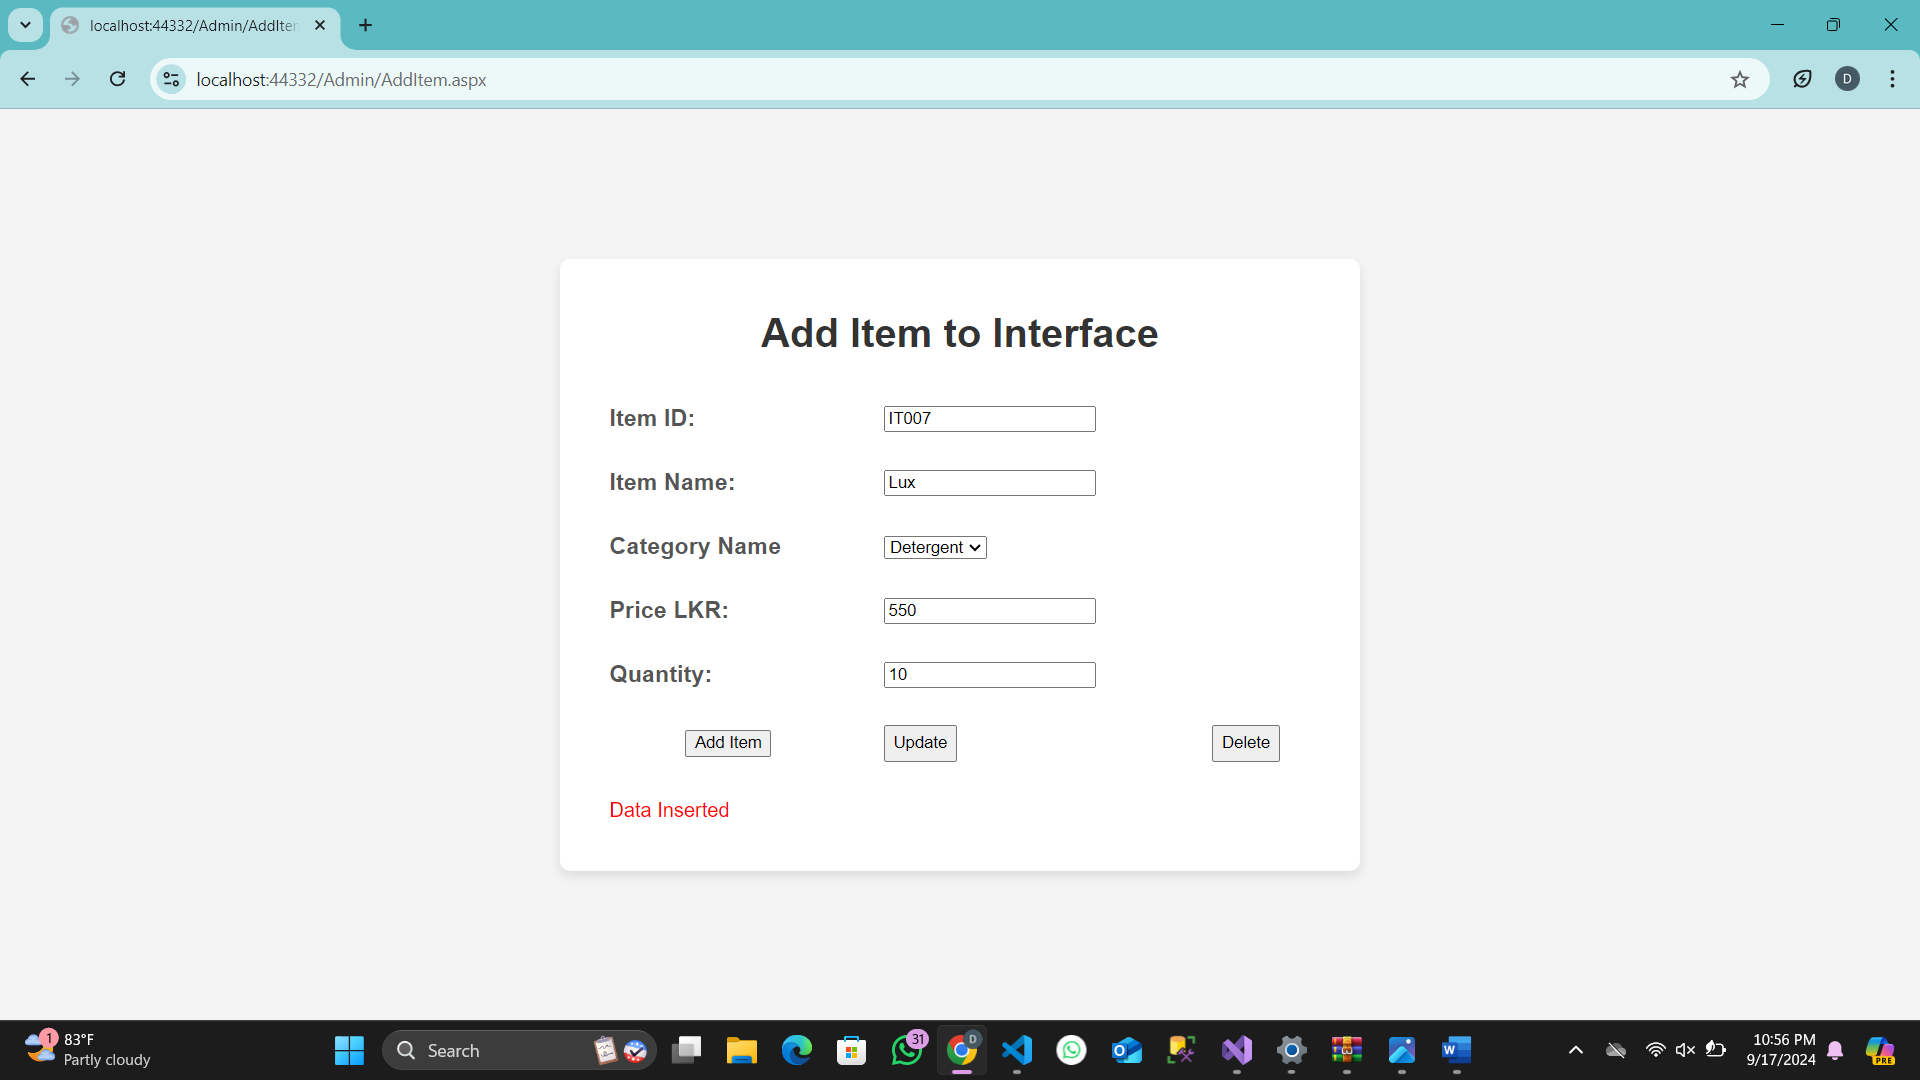 localhost:44332/Admin/AddIter
localhost:44332/Admin/AddItem.aspx
D
Add Item to Interface
Item ID: IT007
Item Name: Lux
Category Name Detergent
Price LKR: 550
Quantity: 10
Add Item Update Delete
Data Inserted
1
83°F
Partly cloudy
Search
31
D
10:56 PM
9/17/2024
PRE